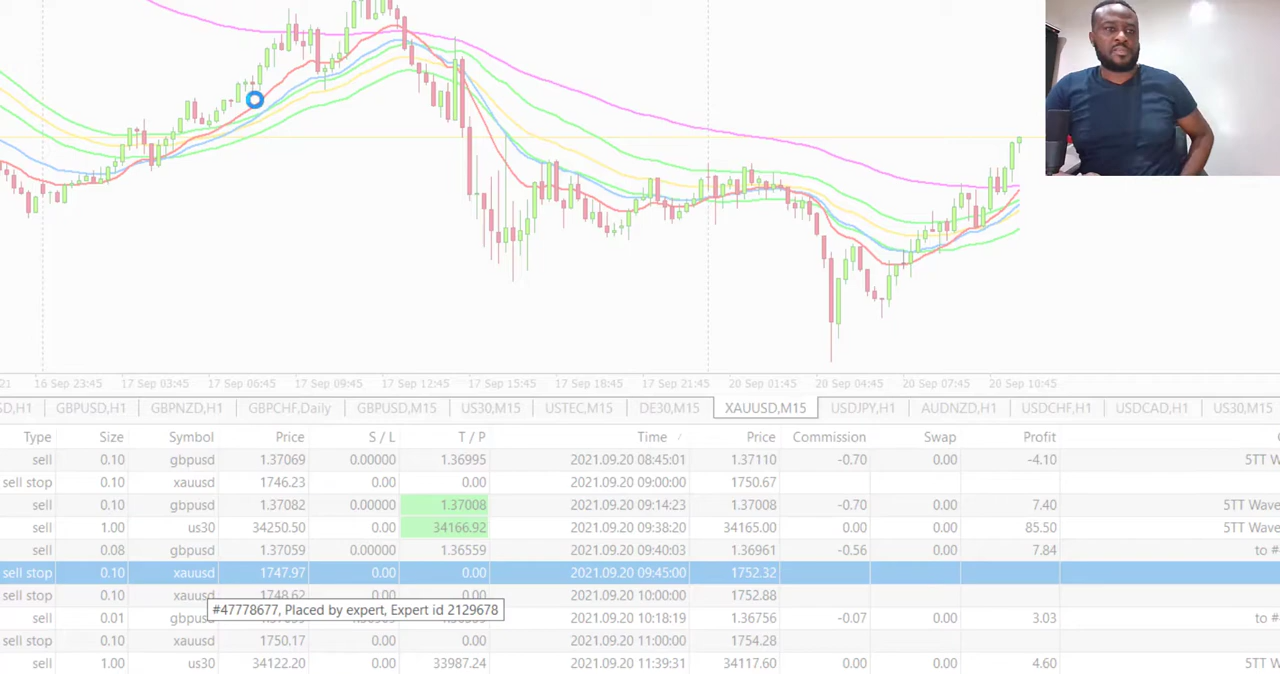 21 16 Sep 23:45 17 Sep 03:45 17 Sep 06:45 17 Sep 09:45 17 Sep 12:45 17 Sep 15:45 17 Sep 18:45 17 Sep 21:45 20 Sep 01:45 20 Sep 04:45 20 Sep 07:45 20 Sep 10:45
D,H1 GBPUSD,H1 GBPNZD,H1 GBPCHF,Daily GBPUSD,M15 US30,M15 USTEC,M15 DE30,M15 XAUUSD,M15 USDJPY,H1 AUDNZD,H1 USDCHF,H1 USDCAD,H1 US30,M15
Type Size Symbol Price S / L T / P Time Price Commission Swap Profit
sell 0.10 gbpusd 1.37069 0.00000 1.36995 2021.09.20 08:45:01 1.37110 -0.70 0.00 -4.10 5TT W
sell stop 0.10 xauusd 1746.23 0.00 0.00 2021.09.20 09:00:00 1750.67
sell 0.10 gbpusd 1.37082 0.00000 1.37008 2021.09.20 09:14:23 1.37008 -0.70 0.00 7.40 5TT Wave
sell 1.00 us30 34250.50 0.00 34166.92 2021.09.20 09:38:20 34165.00 0.00 0.00 85.50 5TT Wave
sell 0.08 gbpusd 1.37059 0.00000 1.36559 2021.09.20 09:40:03 1.36961 -0.56 0.00 7.84 to #
sell stop 0.10 xauusd 1747.97 0.00 0.00 2021.09.20 09:45:00 1752.32
sell stop 0.10 xauusd 1748.62 0.00 0.00 2021.09.20 10:00:00 1752.88
#47778677, Placed by expert, Expert id 2129678
sell 0.01 2021.09.20 10:18:19 1.36756 -0.07 0.00 3.03 to #
sell stop 0.10 xauusd 1750.17 0.00 0.00 2021.09.20 11:00:00 1754.28
sell 1.00 us30 34122.20 0.00 33987.24 2021.09.20 11:39:31 34117.60 0.00 0.00 4.60 5TT Wave